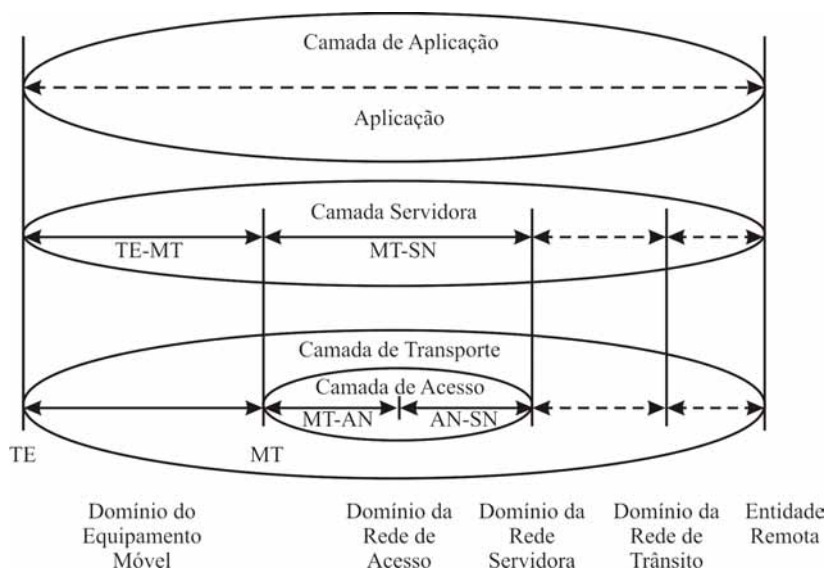 Camada de Aplicação
Aplicação
Camada Servidora
TE-MT
MT-SN
Camada de Transporte
Camada de Acesso
MT-AN
AN-SN
TE
MT
Domínio do
Equipamento
Móvel
Domínio da
Rede de
Acesso
Domínio da
Rede
Servidora
Domínio da
Rede de
Trânsito
Entidade
Remota